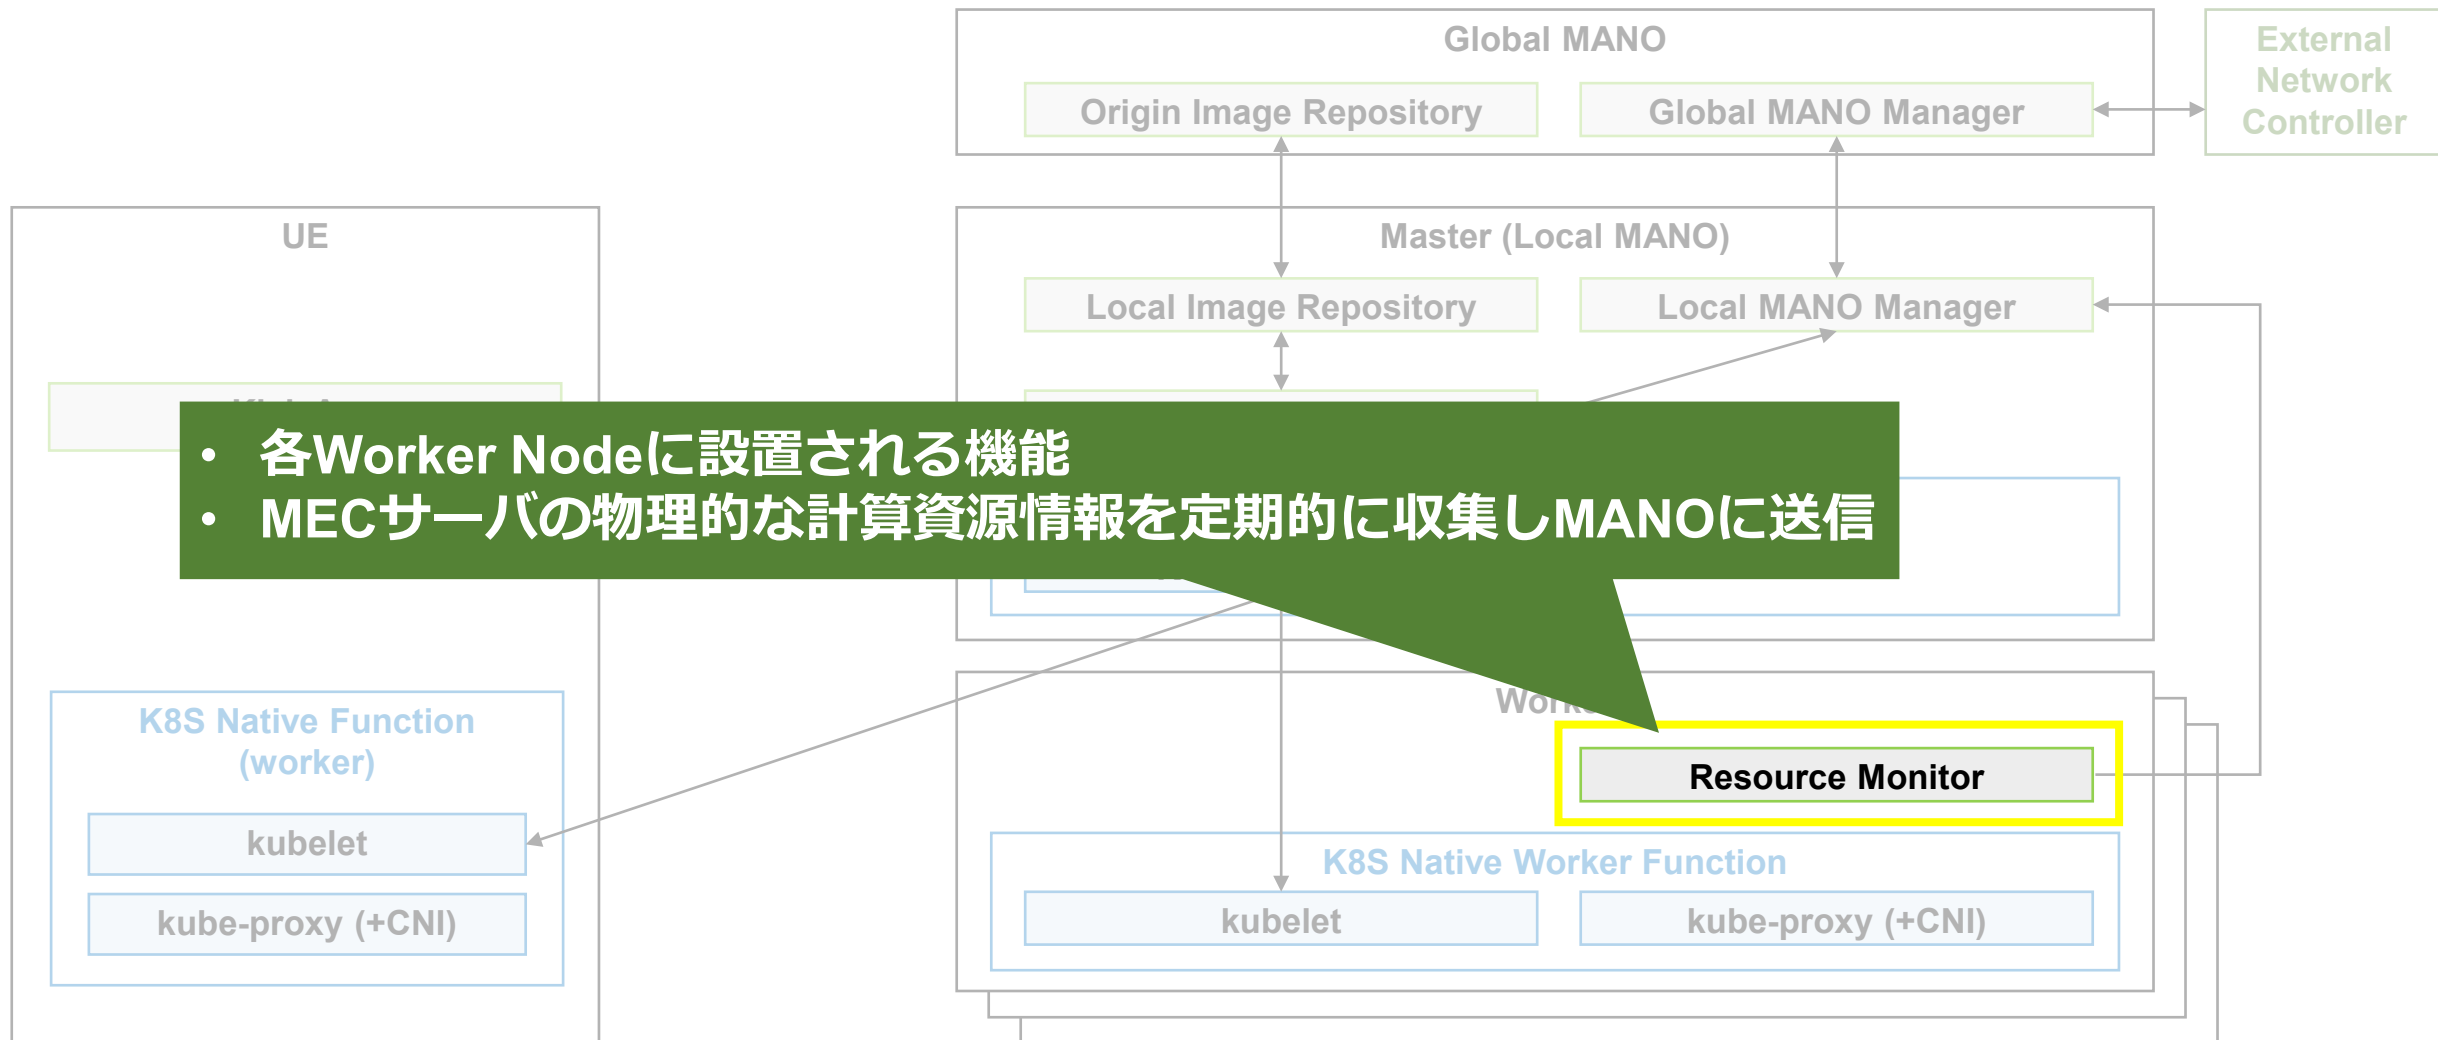 Global MANO
Origin Image Repository
Global MANO Manager
External
Network
Controller
UE
Master (Local MANO)
Local Image Repository
Local MANO Manager
• 各Worker Nodeに設置される機能
• MECサーバの物理的な計算資源情報を定期的に収集しMANOに送信
K8S Native Function
(worker)
kubelet
kube-proxy (+CNI)
Resource Monitor
K8S Native Worker Function
kubelet
kube-proxy (+CNI)